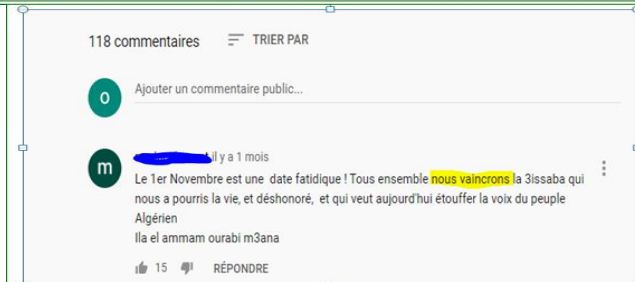 118 commentaires TRIER PAR
O
Ajouter un commentaire public...
m
il y a 1 mois
Le 1er Novembre est une date fatidique ! Tous ensemble nous vaincrons la 3issaba qui
nous a pourris la vie, et déshonoré, et qui veut aujourd'hui étouffer la voix du peuple
Algérien
Ila el ammam ourabi m3ana
15 RÉPONDRE